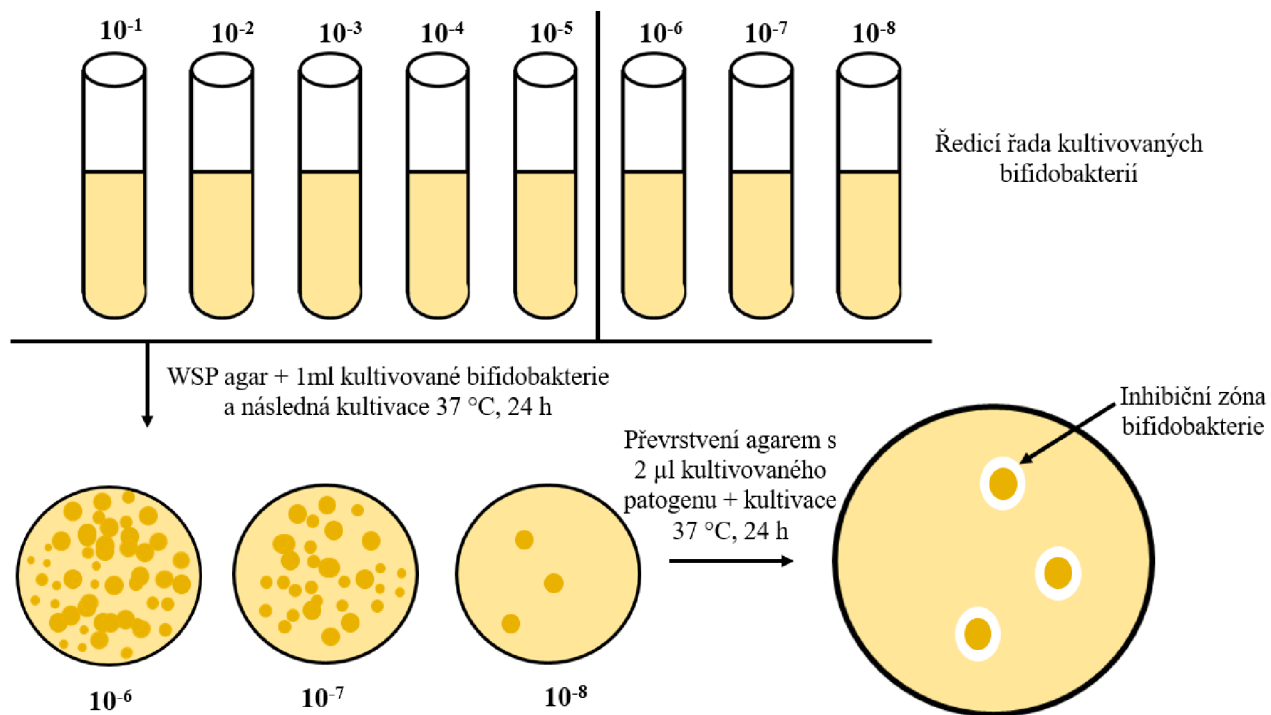 10⁻¹ 10⁻² 10⁻³ 10⁻⁴ 10⁻⁵ 10⁻⁶ 10⁻⁷ 10⁻⁸
Ředicí řada kultivovaných
bifidobakterií
WSP agar + 1ml kultivované bifidobakterie
a následná kultivace 37 °C, 24 h
Převrstvení agarem s
2 µl kultivovaného
patogenu + kultivace
37 °C, 24 h
Inhibiční zóna
bifidobakterie
10⁻⁶ 10⁻⁷ 10⁻⁸